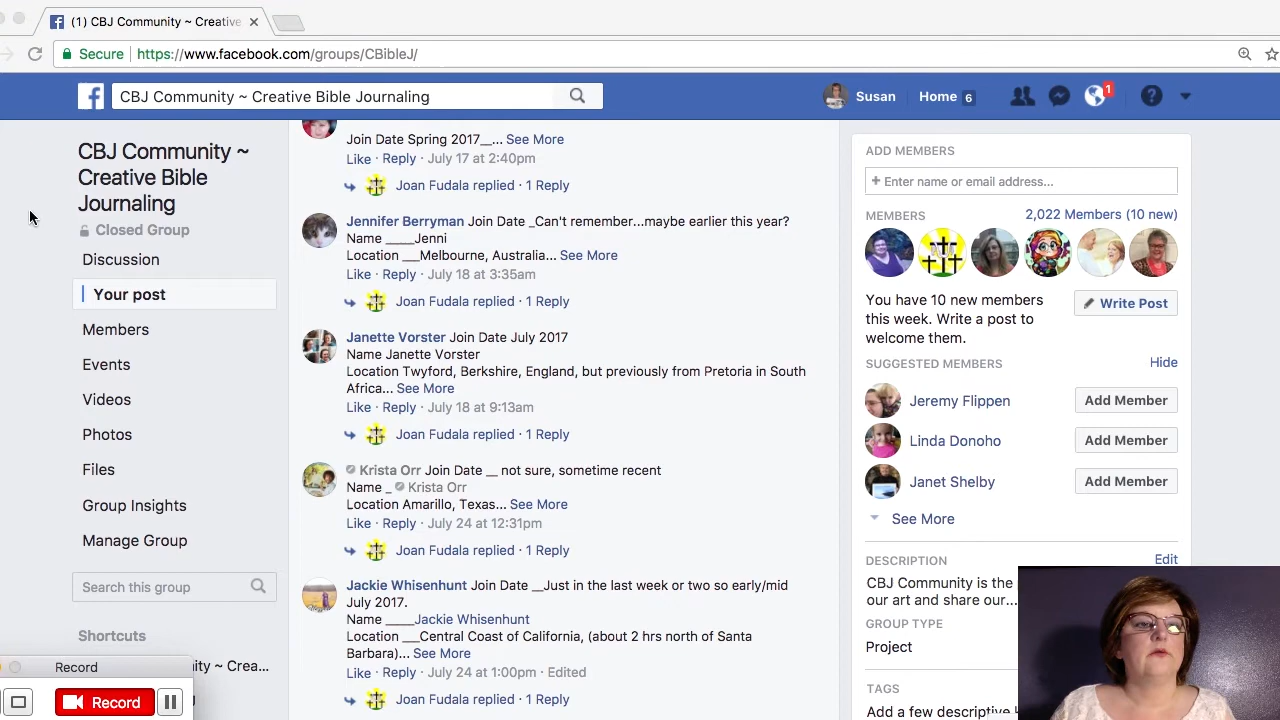 (1) CBJ Community ~ Creative
Secure
https://www.facebook.com/groups/CBibleJ/
CBJ Community ~ Creative Bible Journaling
Susan
Home 6
1
CBJ Community ~
Creative Bible
Journaling
Closed Group
Discussion
Your post
Members
Events
Videos
Photos
Files
Group Insights
Manage Group
Search this group
Shortcuts
ity ~ Crea...
Record
Record
Join Date Spring 2017__... See More
Like · Reply · July 17 at 2:40pm
Joan Fudala replied · 1 Reply
Jennifer Berryman Join Date _Can't remember...maybe earlier this year?
Name _____Jenni
Location ___Melbourne, Australia... See More
Like · Reply · July 18 at 3:35am
Joan Fudala replied · 1 Reply
Janette Vorster Join Date July 2017
Name Janette Vorster
Location Twyford, Berkshire, England, but previously from Pretoria in South
Africa... See More
Like · Reply · July 18 at 9:13am
Joan Fudala replied · 1 Reply
Krista Orr Join Date __ not sure, sometime recent
Name _ Krista Orr
Location Amarillo, Texas... See More
Like · Reply · July 24 at 12:31pm
Joan Fudala replied · 1 Reply
Jackie Whisenhunt Join Date __Just in the last week or two so early/mid
July 2017.
Name _____Jackie Whisenhunt
Location ___Central Coast of California, (about 2 hrs north of Santa
Barbara)... See More
Like · Reply · July 24 at 1:00pm · Edited
Joan Fudala replied · 1 Reply
ADD MEMBERS
+ Enter name or email address...
MEMBERS
2,022 Members (10 new)
You have 10 new members
this week. Write a post to
welcome them.
Write Post
SUGGESTED MEMBERS
Hide
Jeremy Flippen
Add Member
Linda Donoho
Add Member
Janet Shelby
Add Member
See More
DESCRIPTION
Edit
CBJ Community is the
our art and share our...
GROUP TYPE
Project
TAGS
Add a few descriptive